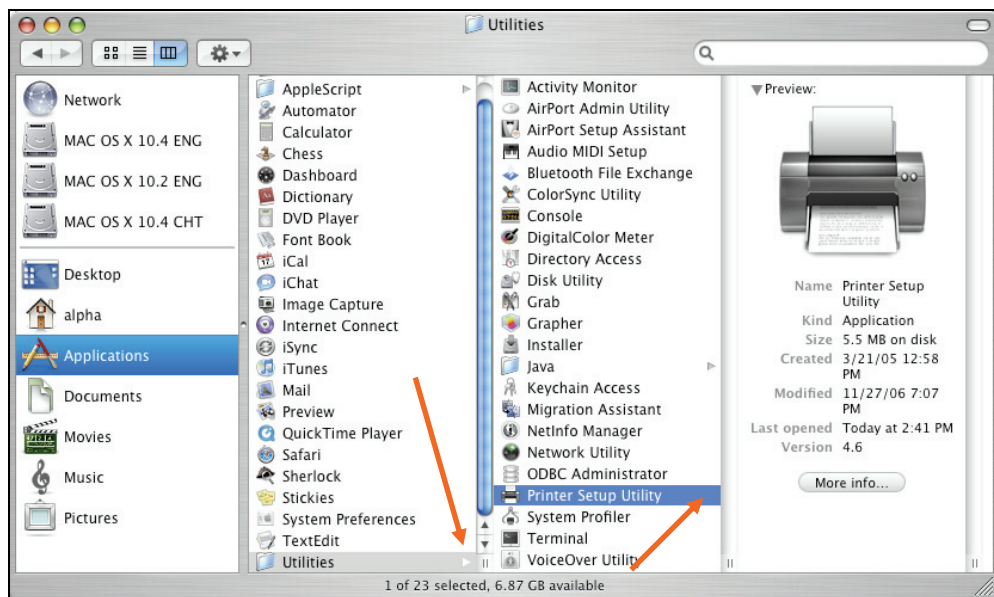 Utilities
Network
MAC OS X 10.4 ENG
MAC OS X 10.2 ENG
MAC OS X 10.4 CHT
Desktop
alpha
Applications
Documents
Movies
Music
Pictures
AppleScript
Automator
Calculator
Chess
Dashboard
Dictionary
DVD Player
Font Book
iCal
iChat
Image Capture
Internet Connect
iSync
iTunes
Mail
Preview
QuickTime Player
Safari
Sherlock
Stickies
System Preferences
TextEdit
Utilities
Activity Monitor
AirPort Admin Utility
AirPort Setup Assistant
Audio MIDI Setup
Bluetooth File Exchange
ColorSync Utility
Console
DigitalColor Meter
Directory Access
Disk Utility
Grab
Grapher
Installer
Java
Keychain Access
Migration Assistant
NetInfo Manager
Network Utility
ODBC Administrator
Printer Setup Utility
System Profiler
Terminal
VoiceOver Utility
Preview:
Name Printer Setup
Utility
Kind Application
Size 5.5 MB on disk
Created 3/21/05 12:58
PM
Modified 11/27/06 7:07
PM
Last opened Today at 2:41 PM
Version 4.6
More info...
1 of 23 selected, 6.87 GB available